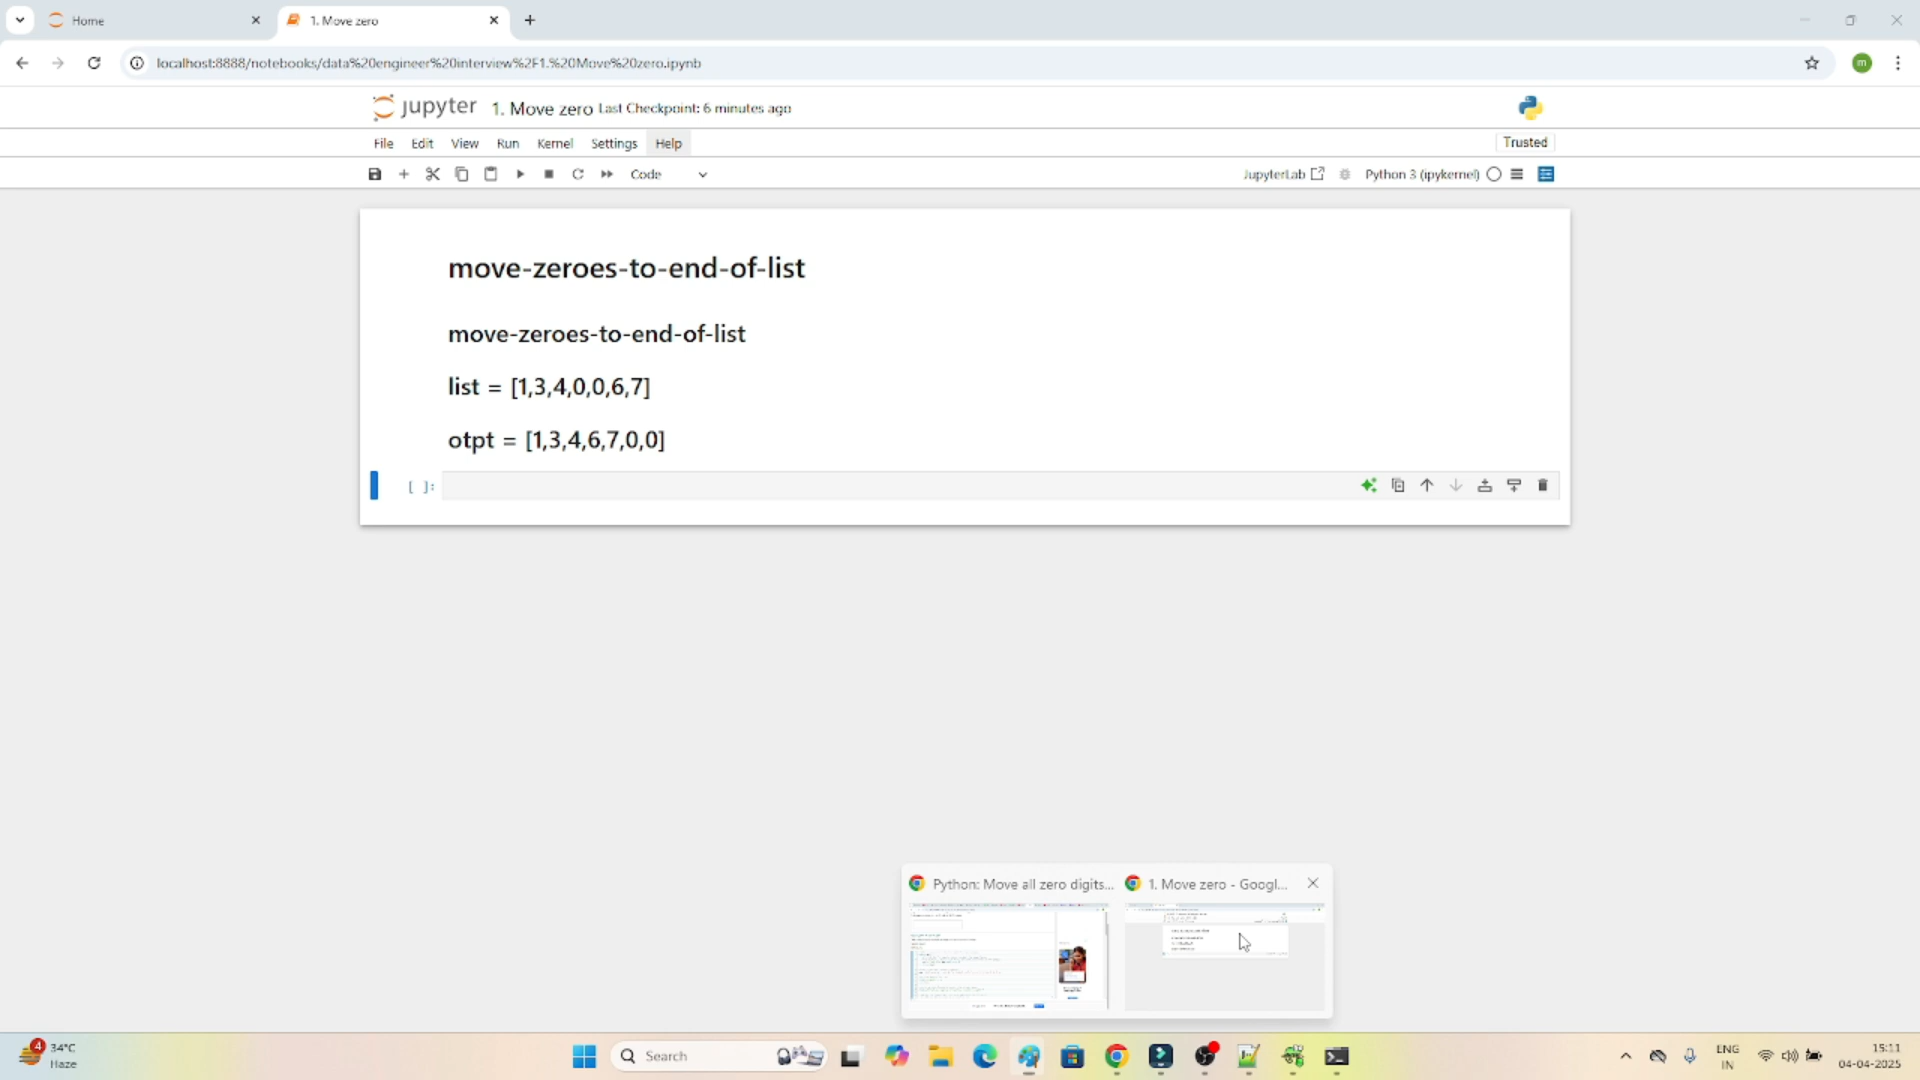 Home
1. Move zero
localhost:8888/notebooks/data%20engineer%20interview%2F1.%20Move%20zero.ipynb
m
jupyter 1. Move zero Last Checkpoint: 6 minutes ago
File Edit View Run Kernel Settings Help
Trusted
Code
JupyterLab
Python 3 (ipykernel)
move-zeroes-to-end-of-list
move-zeroes-to-end-of-list
list = [1,3,4,0,0,6,7]
otpt = [1,3,4,6,7,0,0]
[ ]:
Python: Move all zero digits...
1. Move zero - Googl...
4
34°C
Haze
Search
ENG
IN
15:11
04-04-2025